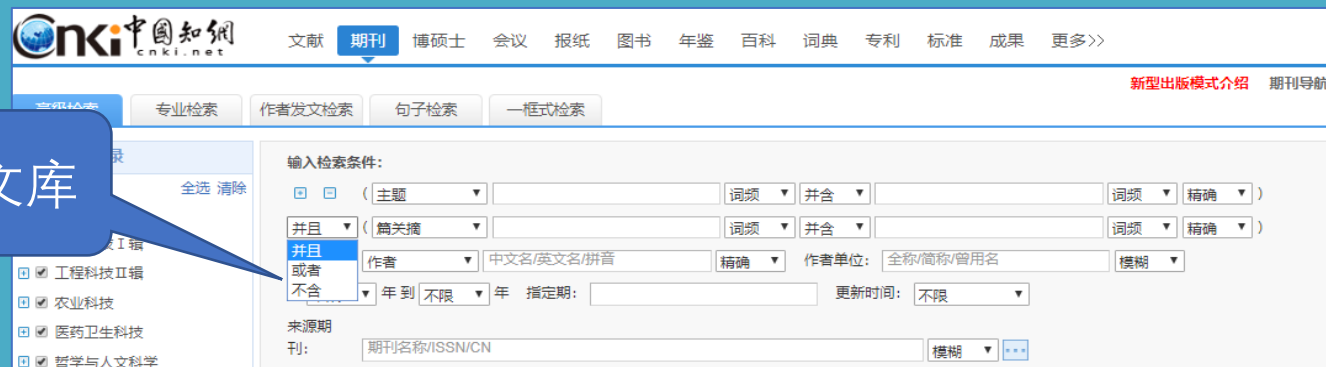 Cnki 中国知网
cnki.net
文献 期刊 博硕士 会议 报纸 图书 年鉴 百科 词典 专利 标准 成果 更多>>
新型出版模式介绍 期刊导航
高级检索 专业检索 作者发文检索 句子检索 一框式检索
文库
录
全选 清除
输入检索条件:
( 主题 词频 并含 词频 精确 )
并且 ( 篇关摘 词频 并含 词频 精确 )
并且
或者
不含
作者 中文名/英文名/拼音 精确 作者单位: 全称/简称/曾用名 模糊
年 到 不限 年 指定期: 更新时间: 不限
来源期
刊: 期刊名称/ISSN/CN 模糊
技Ⅰ辑
工程科技Ⅱ辑
农业科技
医药卫生科技
哲学与人文科学